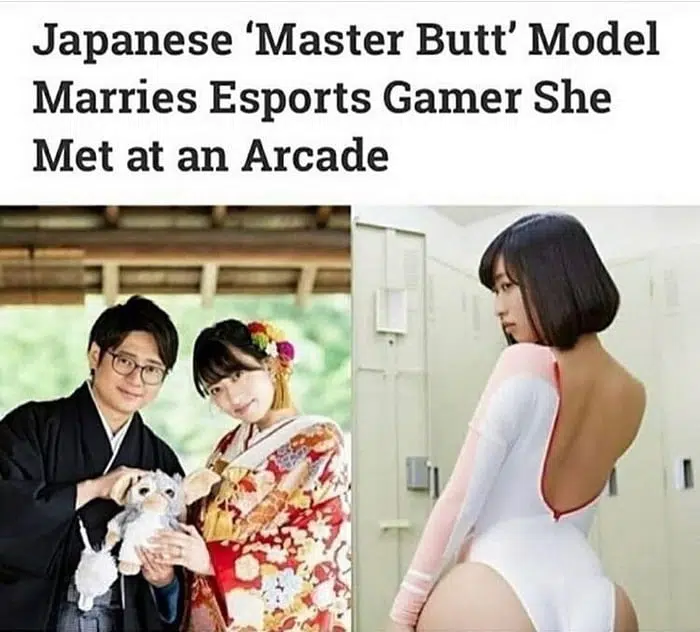 Japanese ‘Master Butt’ Model
Marries Esports Gamer She
Met at an Arcade